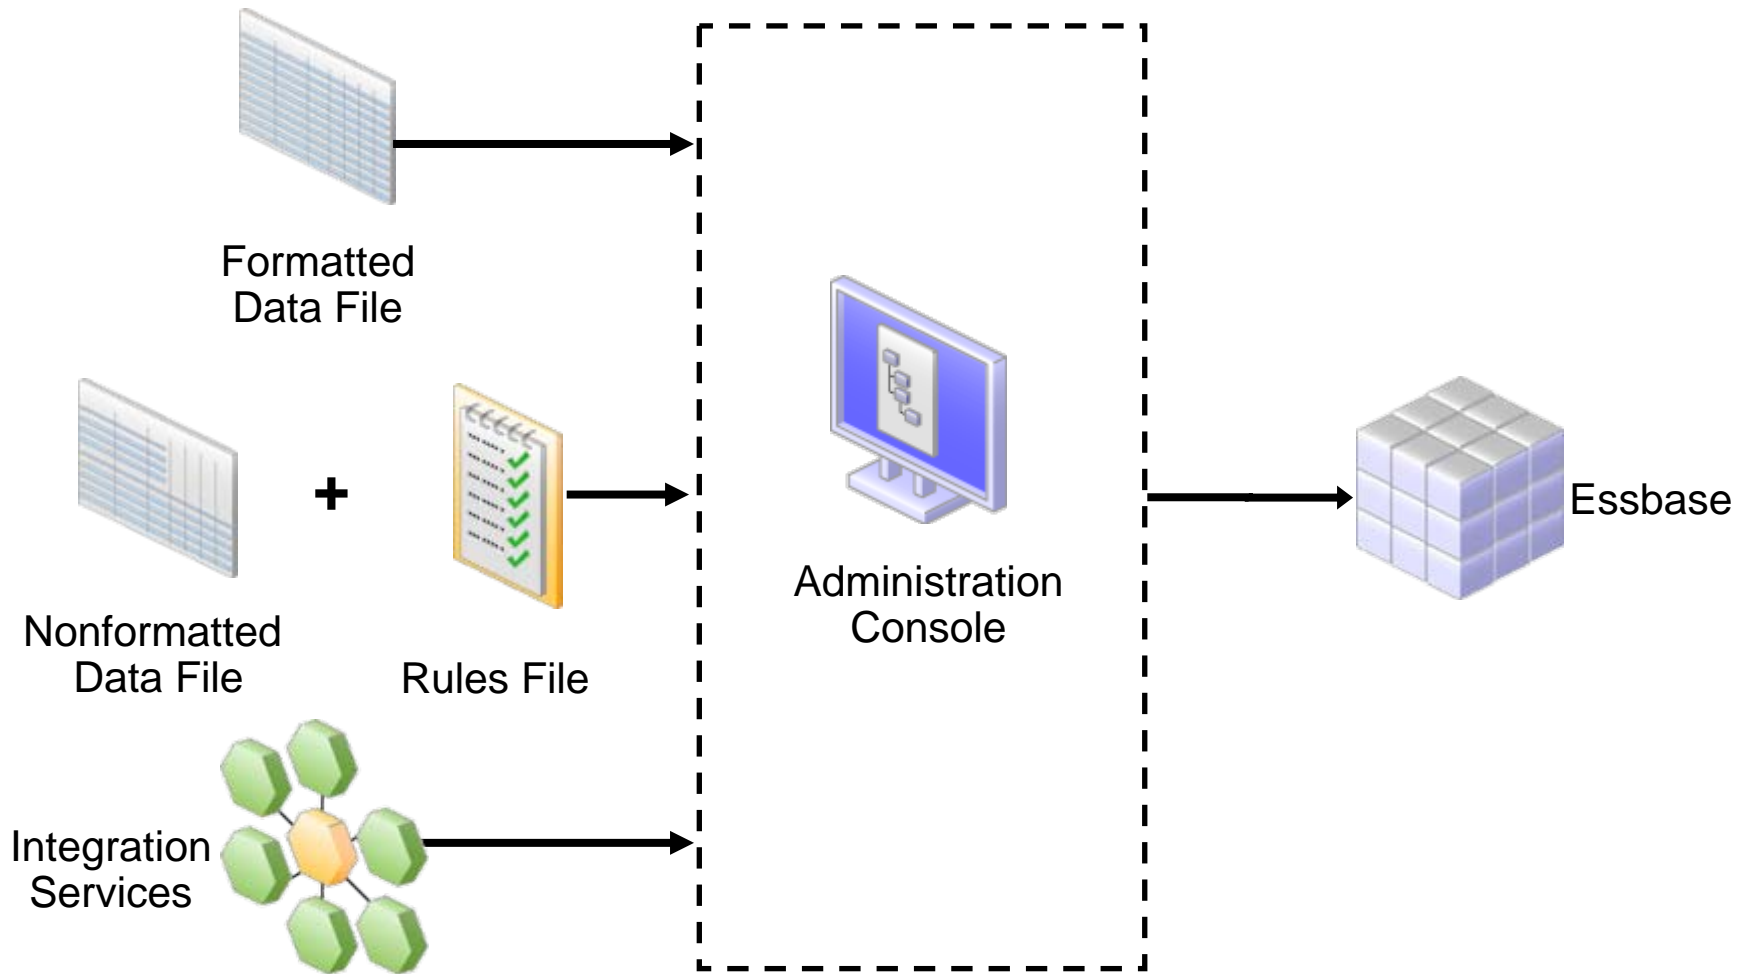 Formatted
Data File
+
Nonformatted
Data File
Rules File
Administration
Console
Essbase
Integration
Services